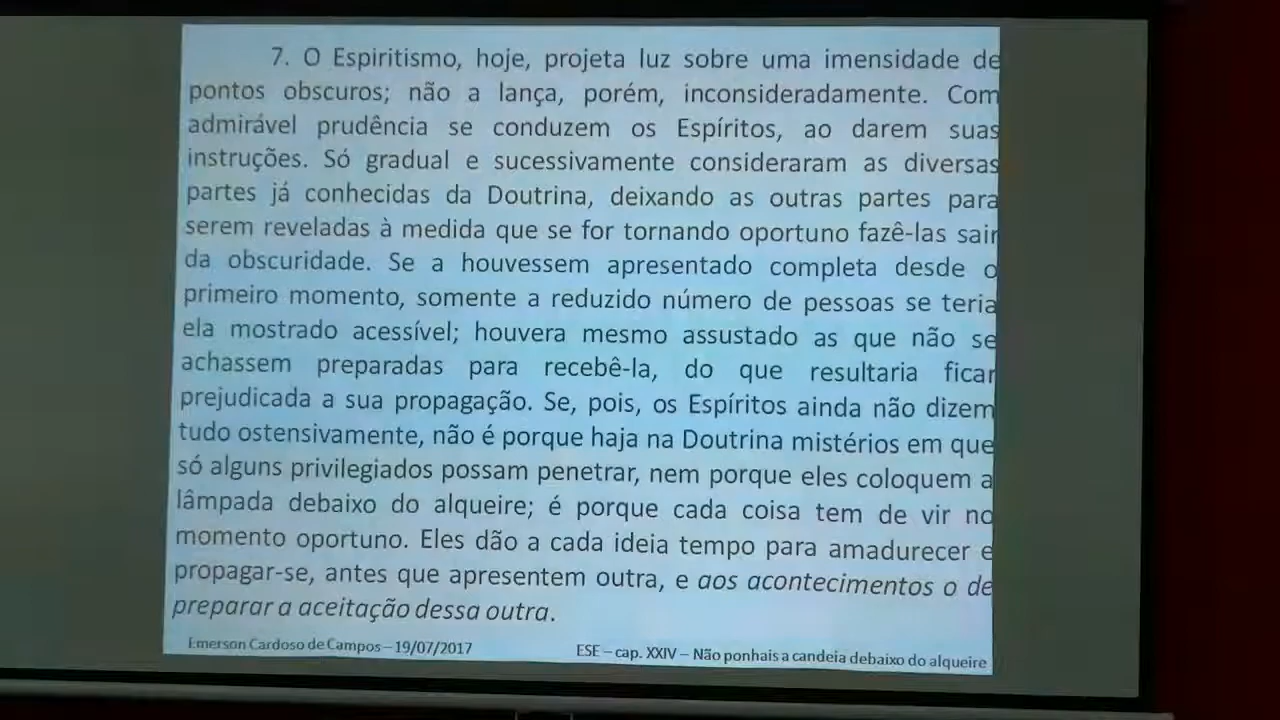 7. O Espiritismo, hoje, projeta luz sobre uma imensidade de
pontos obscuros; não a lança, porém, inconsideradamente. Com
admirável prudência se conduzem os Espíritos, ao darem suas
instruções. Só gradual e sucessivamente consideraram as diversas
partes já conhecidas da Doutrina, deixando as outras partes para
serem reveladas à medida que se for tornando oportuno fazê-las sair
da obscuridade. Se a houvessem apresentado completa desde o
primeiro momento, somente a reduzido número de pessoas se teria
ela mostrado acessível; houvera mesmo assustado as que não se
achassem preparadas para recebê-la, do que resultaria ficar
prejudicada a sua propagação. Se, pois, os Espíritos ainda não dizem
tudo ostensivamente, não é porque haja na Doutrina mistérios em que
só alguns privilegiados possam penetrar, nem porque eles coloquem a
lâmpada debaixo do alqueire; é porque cada coisa tem de vir no
momento oportuno. Eles dão a cada ideia tempo para amadurecer e
propagar-se, antes que apresentem outra, e aos acontecimentos o de
preparar a aceitação dessa outra.
Emerson Cardoso de Campos – 19/07/2017
ESE – cap. XXIV – Não ponhais a candeia debaixo do alqueire